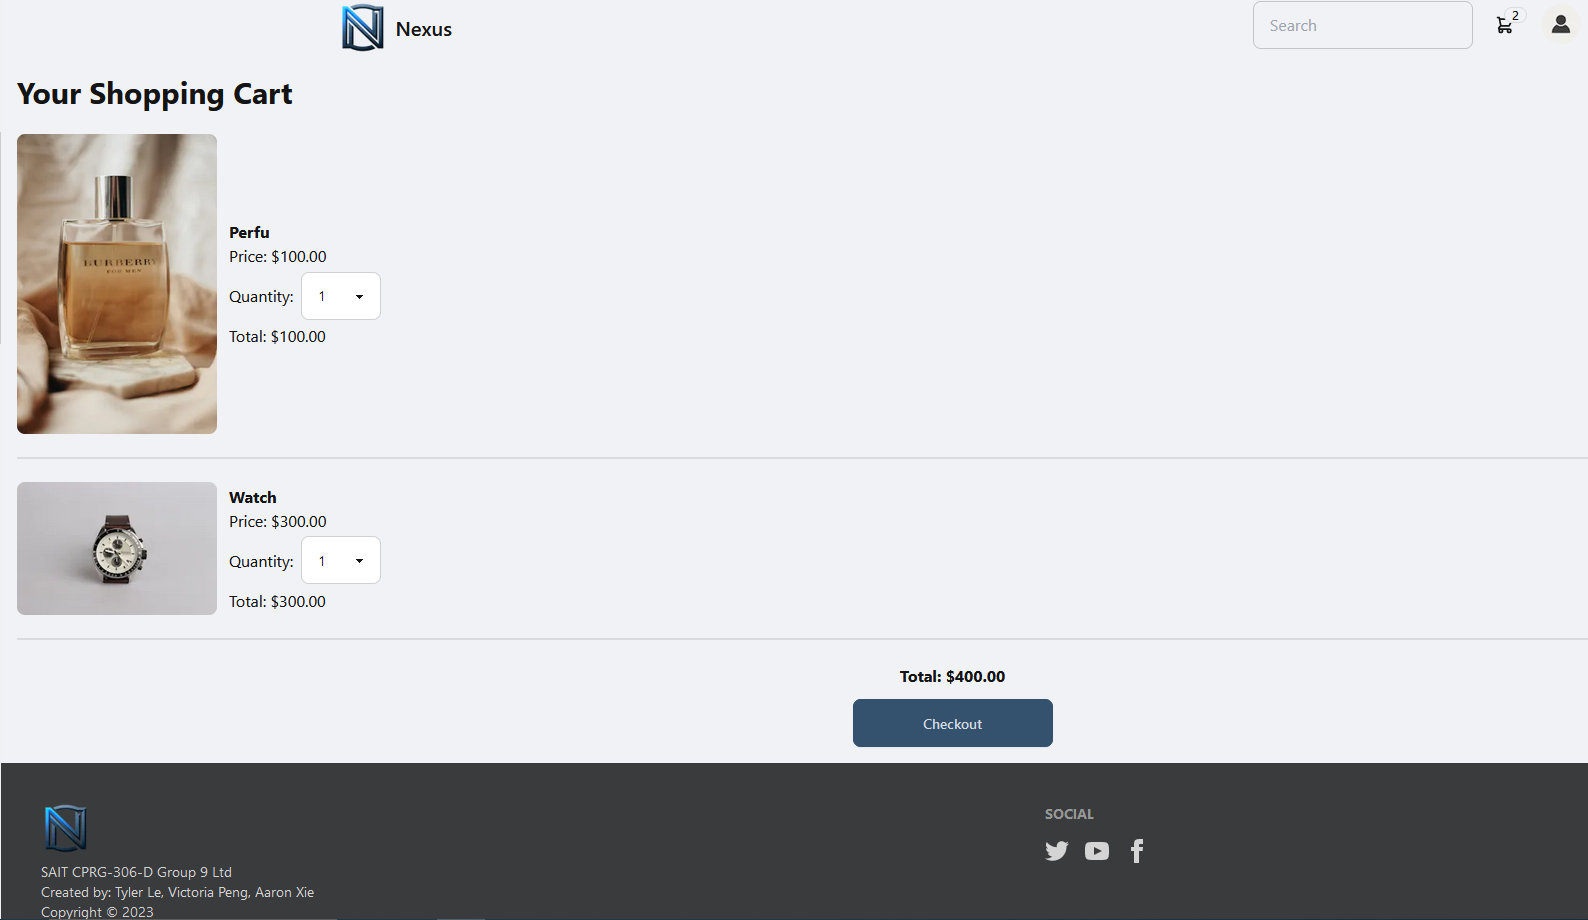 Nexus
Search
2
Your Shopping Cart
BURBERRY
FOR MEN
Perfu
Price: $100.00
Quantity: 1
Total: $100.00
Watch
Price: $300.00
Quantity: 1
Total: $300.00
Total: $400.00
Checkout
SOCIAL
SAIT CPRG-306-D Group 9 Ltd
Created by: Tyler Le, Victoria Peng, Aaron Xie
Copyright © 2023